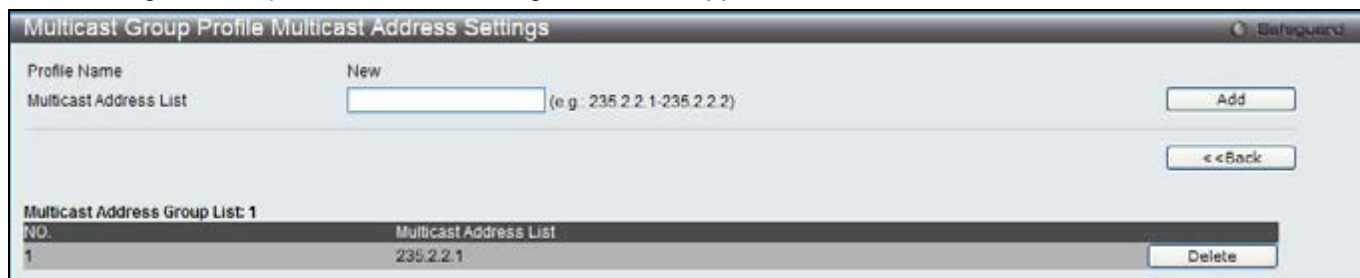 Multicast Group Profile Multicast Address Settings Safeguard
Profile Name New
Multicast Address List (e.g.: 235.2.2.1-235.2.2.2) Add
<<Back
Multicast Address Group List: 1
NO. Multicast Address List
1 235.2.2.1 Delete